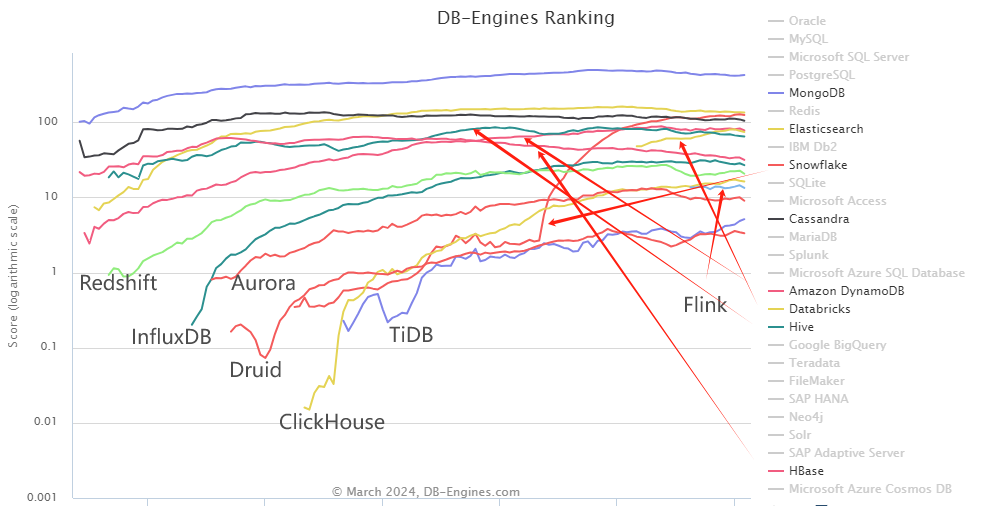 DB-Engines Ranking
Score (logarithmic scale)
100
10
1
0.1
0.01
0.001
Redshift
Aurora
InfluxDB
Druid
TiDB
ClickHouse
Flink
© March 2024, DB-Engines.com
Oracle
MySQL
Microsoft SQL Server
PostgreSQL
MongoDB
Redis
Elasticsearch
IBM Db2
Snowflake
SQLite
Microsoft Access
Cassandra
MariaDB
Splunk
Microsoft Azure SQL Database
Amazon DynamoDB
Databricks
Hive
Google BigQuery
Teradata
FileMaker
SAP HANA
Neo4j
Solr
SAP Adaptive Server
HBase
Microsoft Azure Cosmos DB